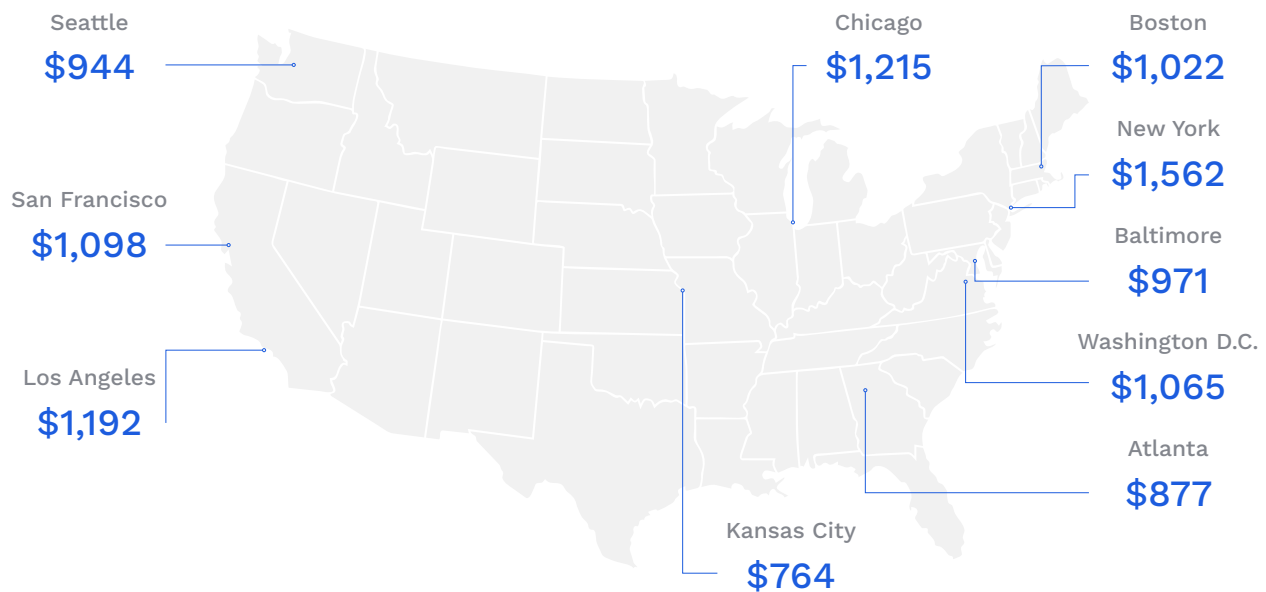 Seattle
$944
San Francisco
$1,098
Los Angeles
$1,192
Chicago
$1,215
Kansas City
$764
Boston
$1,022
New York
$1,562
Baltimore
$971
Washington D.C.
$1,065
Atlanta
$877